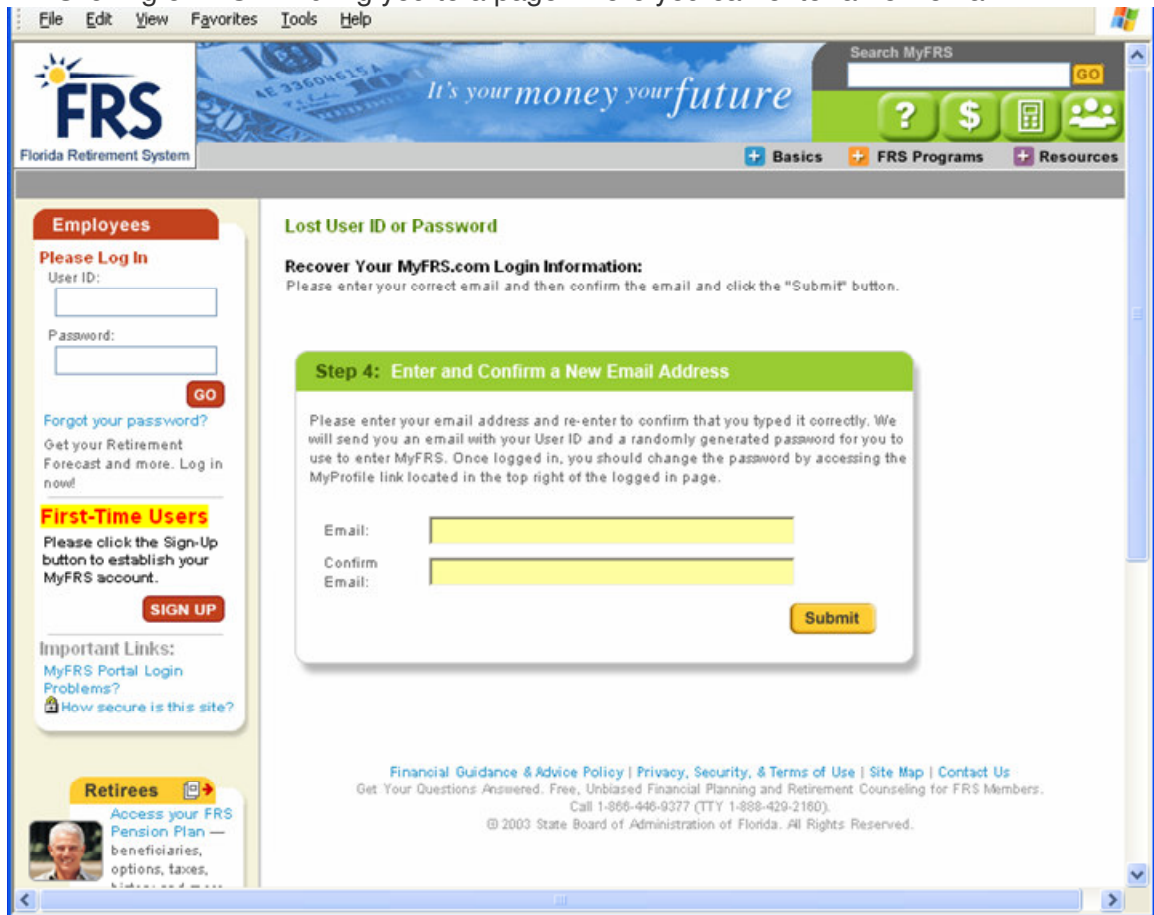 File Edit View Favorites Tools Help
FRS
Florida Retirement System
It's your money your future
Search MyFRS
GO
? $
Basics FRS Programs Resources
Employees
Please Log In
User ID:
Password:
GO
Forgot your password?
Get your Retirement
Forecast and more. Log in
now!
First-Time Users
Please click the Sign-Up
button to establish your
MyFRS account.
SIGN UP
Important Links:
MyFRS Portal Login
Problems?
How secure is this site?
Retirees
Access your FRS
Pension Plan —
beneficiaries,
options, taxes,
Lost User ID or Password
Recover Your MyFRS.com Login Information:
Please enter your correct email and then confirm the email and click the "Submit" button.
Step 4: Enter and Confirm a New Email Address
Please enter your email address and re-enter to confirm that you typed it correctly. We
will send you an email with your User ID and a randomly generated password for you to
use to enter MyFRS. Once logged in, you should change the password by accessing the
MyProfile link located in the top right of the logged in page.
Email:
Confirm
Email:
Submit
Financial Guidance & Advice Policy | Privacy, Security, & Terms of Use | Site Map | Contact Us
Get Your Questions Answered. Free, Unbiased Financial Planning and Retirement Counseling for FRS Members.
Call 1-866-446-9377 (TTY 1-888-429-2160).
© 2003 State Board of Administration of Florida. All Rights Reserved.